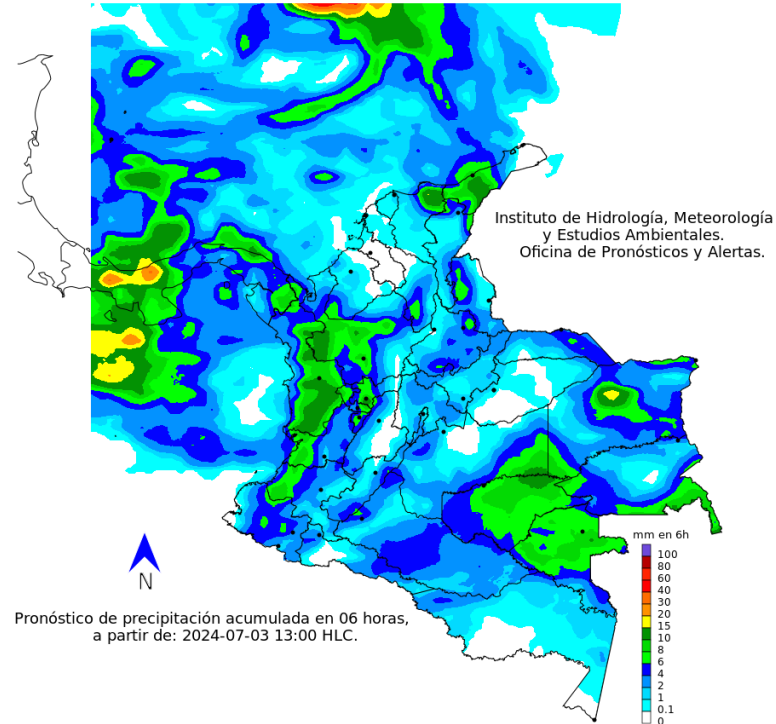 Instituto de Hidrología, Meteorología
y Estudios Ambientales.
Oficina de Pronósticos y Alertas.
mm en 6h
100
80
60
40
30
20
15
10
8
6
4
2
1
0.1
0
N
Pronóstico de precipitación acumulada en 06 horas,
a partir de: 2024-07-03 13:00 HLC.